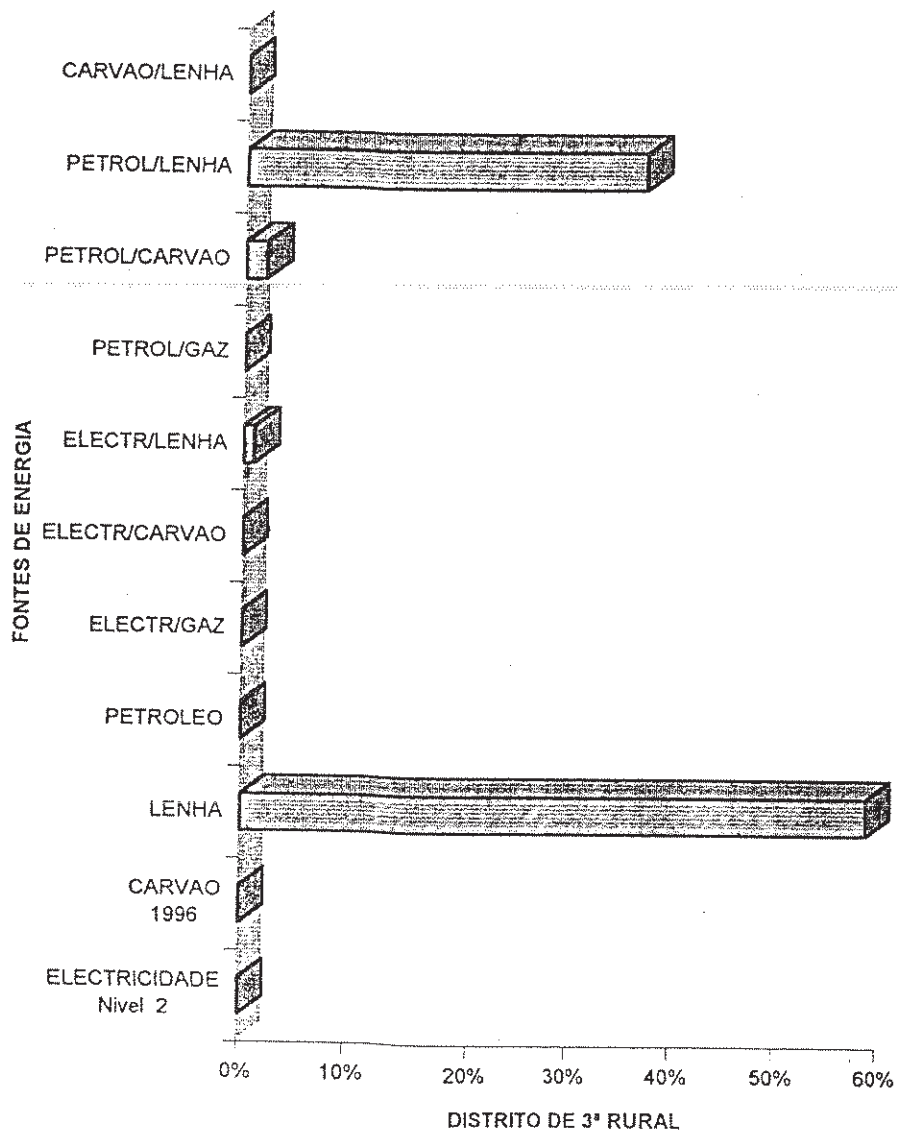 CARVAO/LENHA
PETROL/LENHA
PETROL/CARVAO
PETROL/GAZ
ELECTR/LENHA
ELECTR/CARVAO
ELECTR/GAZ
PETROLEO
LENHA
CARVAO
1996
ELECTRICIDADE
Nivel 2
FONTES DE ENERGIA
0% 10% 20% 30% 40% 50% 60%
DISTRITO DE 3ª RURAL